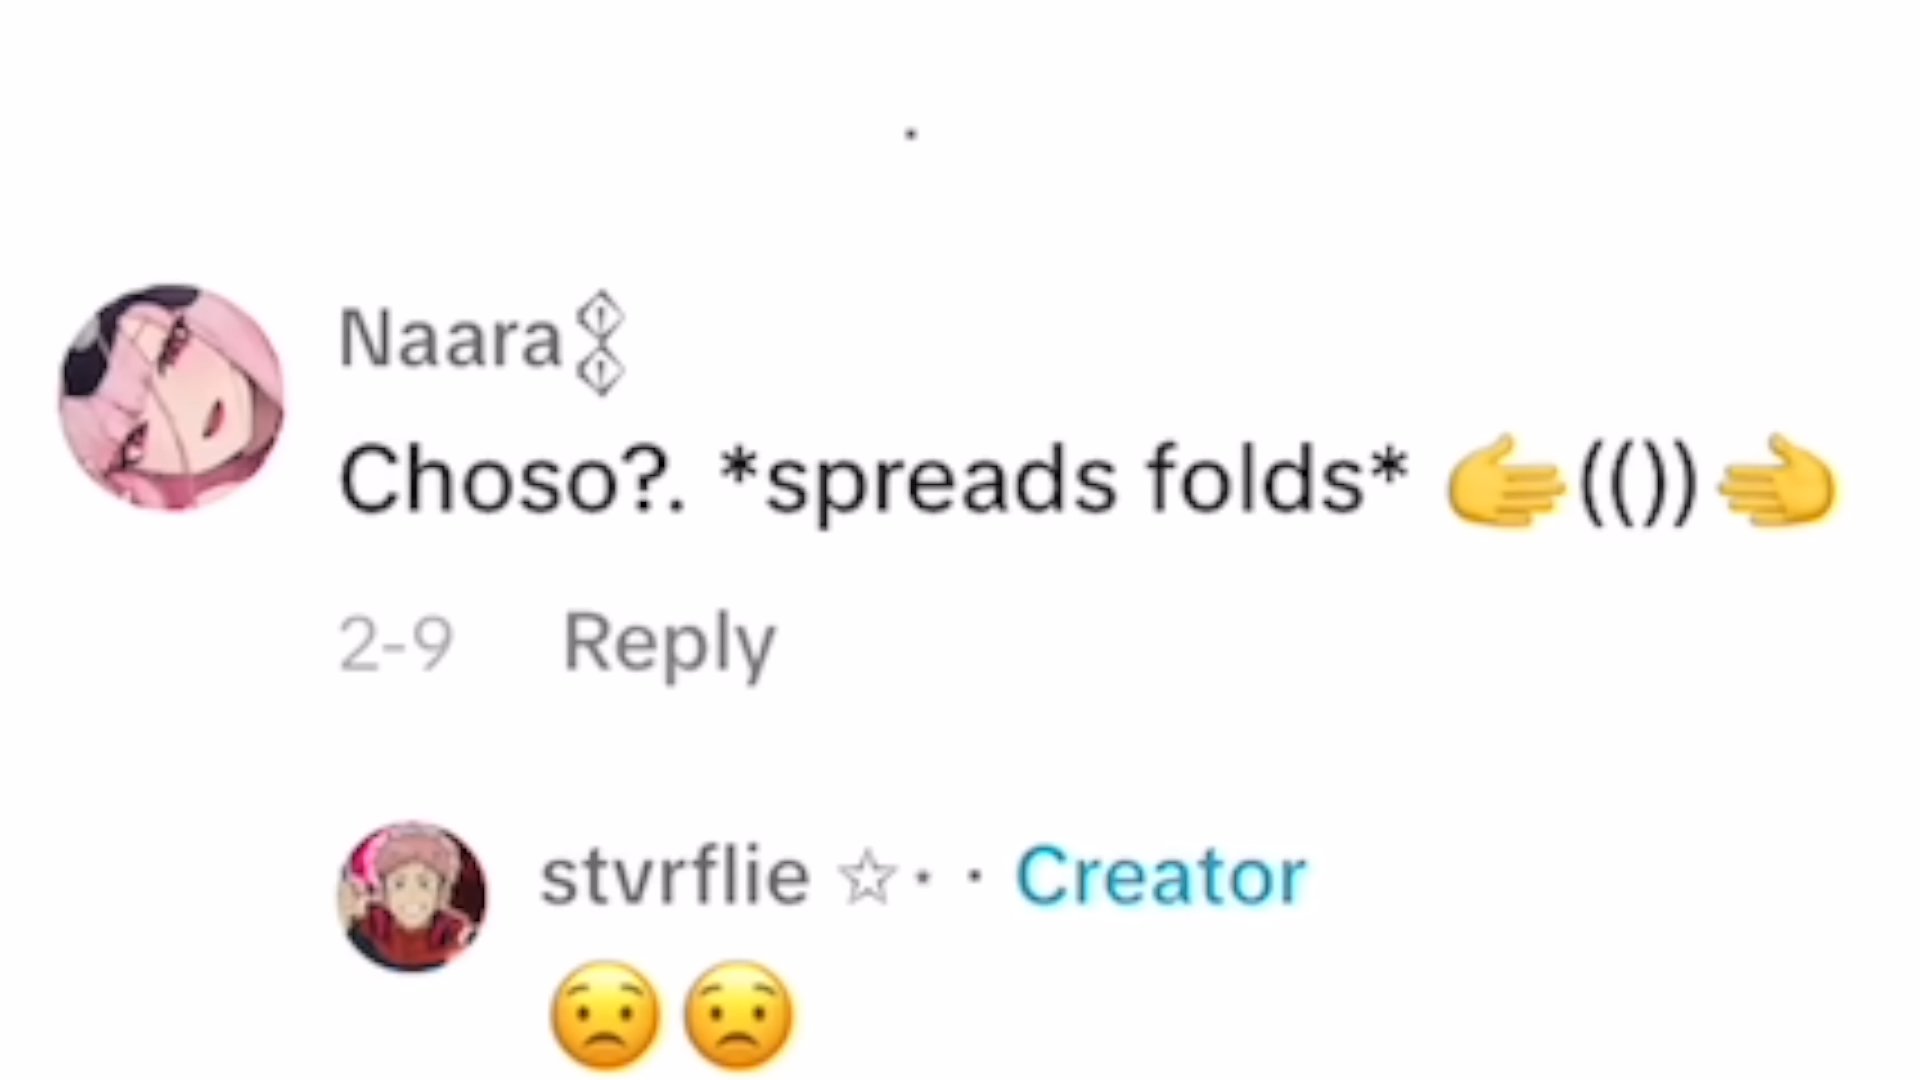 Naara
Choso?. *spreads folds* 🫱(())🫲
2-9 Reply
stvrflie ☆· · Creator
😟😟